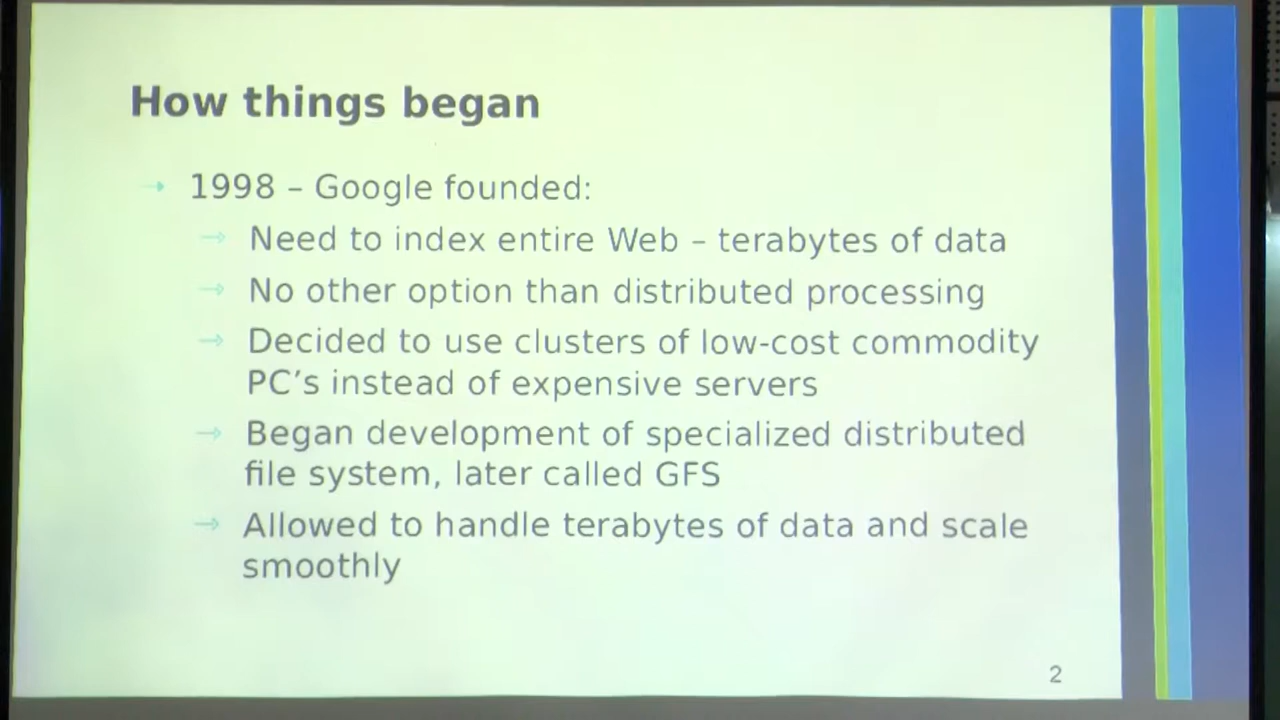 How things began
1998 – Google founded:
Need to index entire Web – terabytes of data
No other option than distributed processing
Decided to use clusters of low-cost commodity
PC’s instead of expensive servers
Began development of specialized distributed
file system, later called GFS
Allowed to handle terabytes of data and scale
smoothly
2